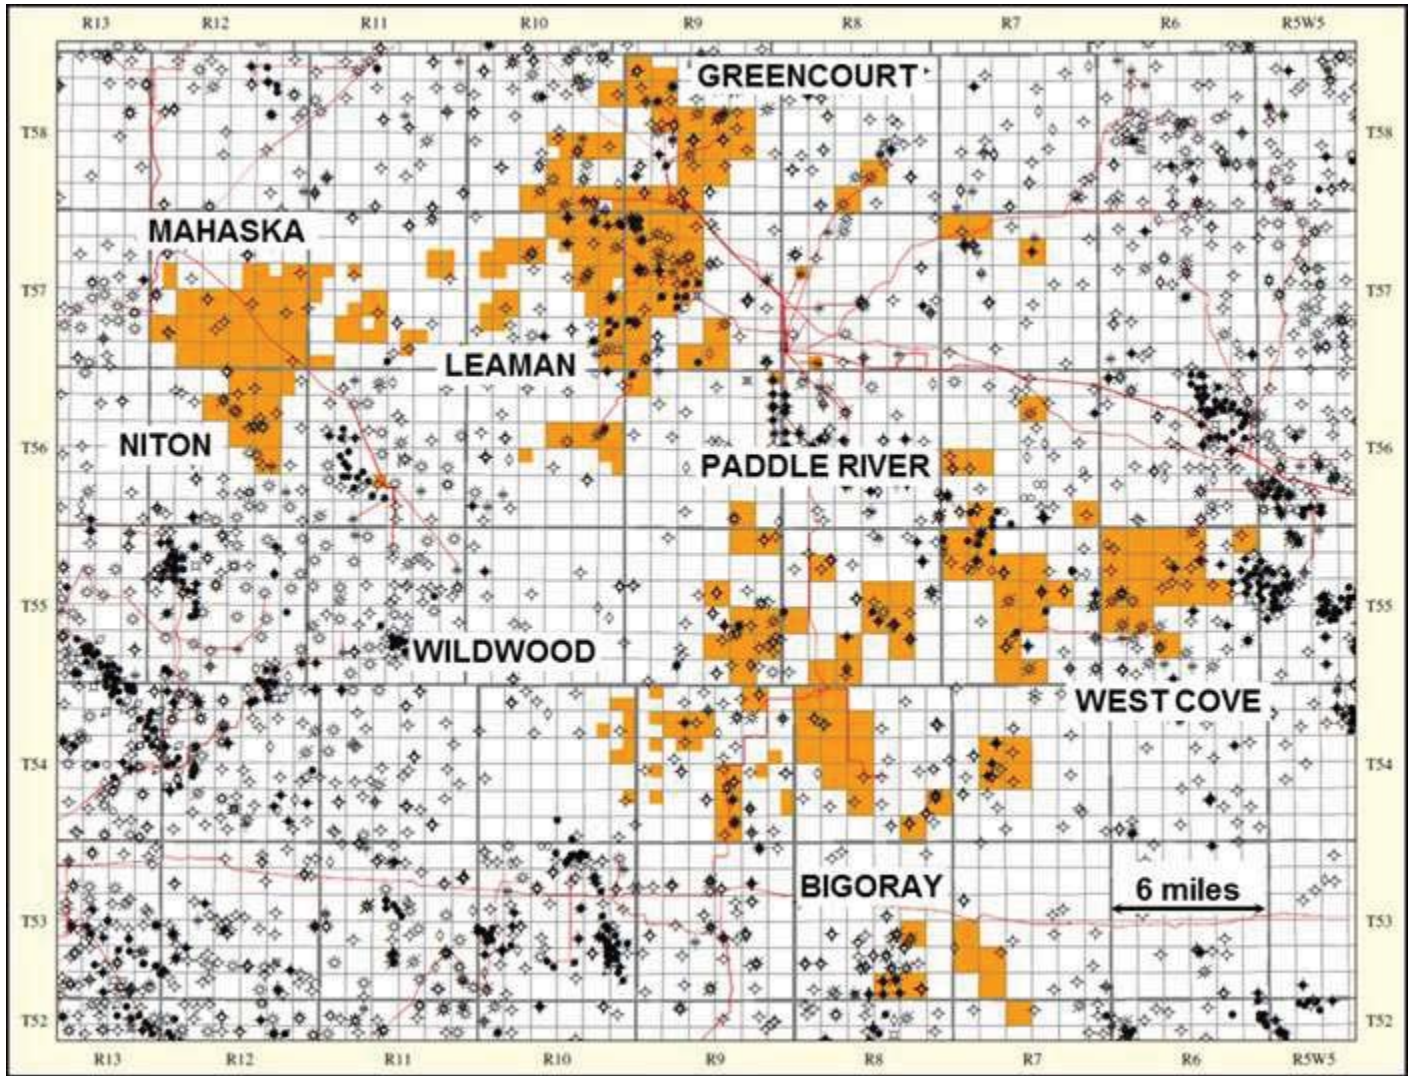 R13 R12 R11 R10 R9 R8 R7 R6 R5W5
GREENCOURT
T58 T58
MAHASKA
T57 T57
LEAMAN
NITON
T56 T56
PADDLE RIVER
T55 T55
WILDWOOD
WEST COVE
T54 T54
BIGORAY
6 miles
T53 T53
T52 T52
R13 R12 R11 R10 R9 R8 R7 R6 R5W5